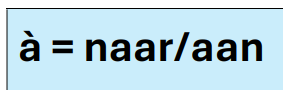 à = naar/aan